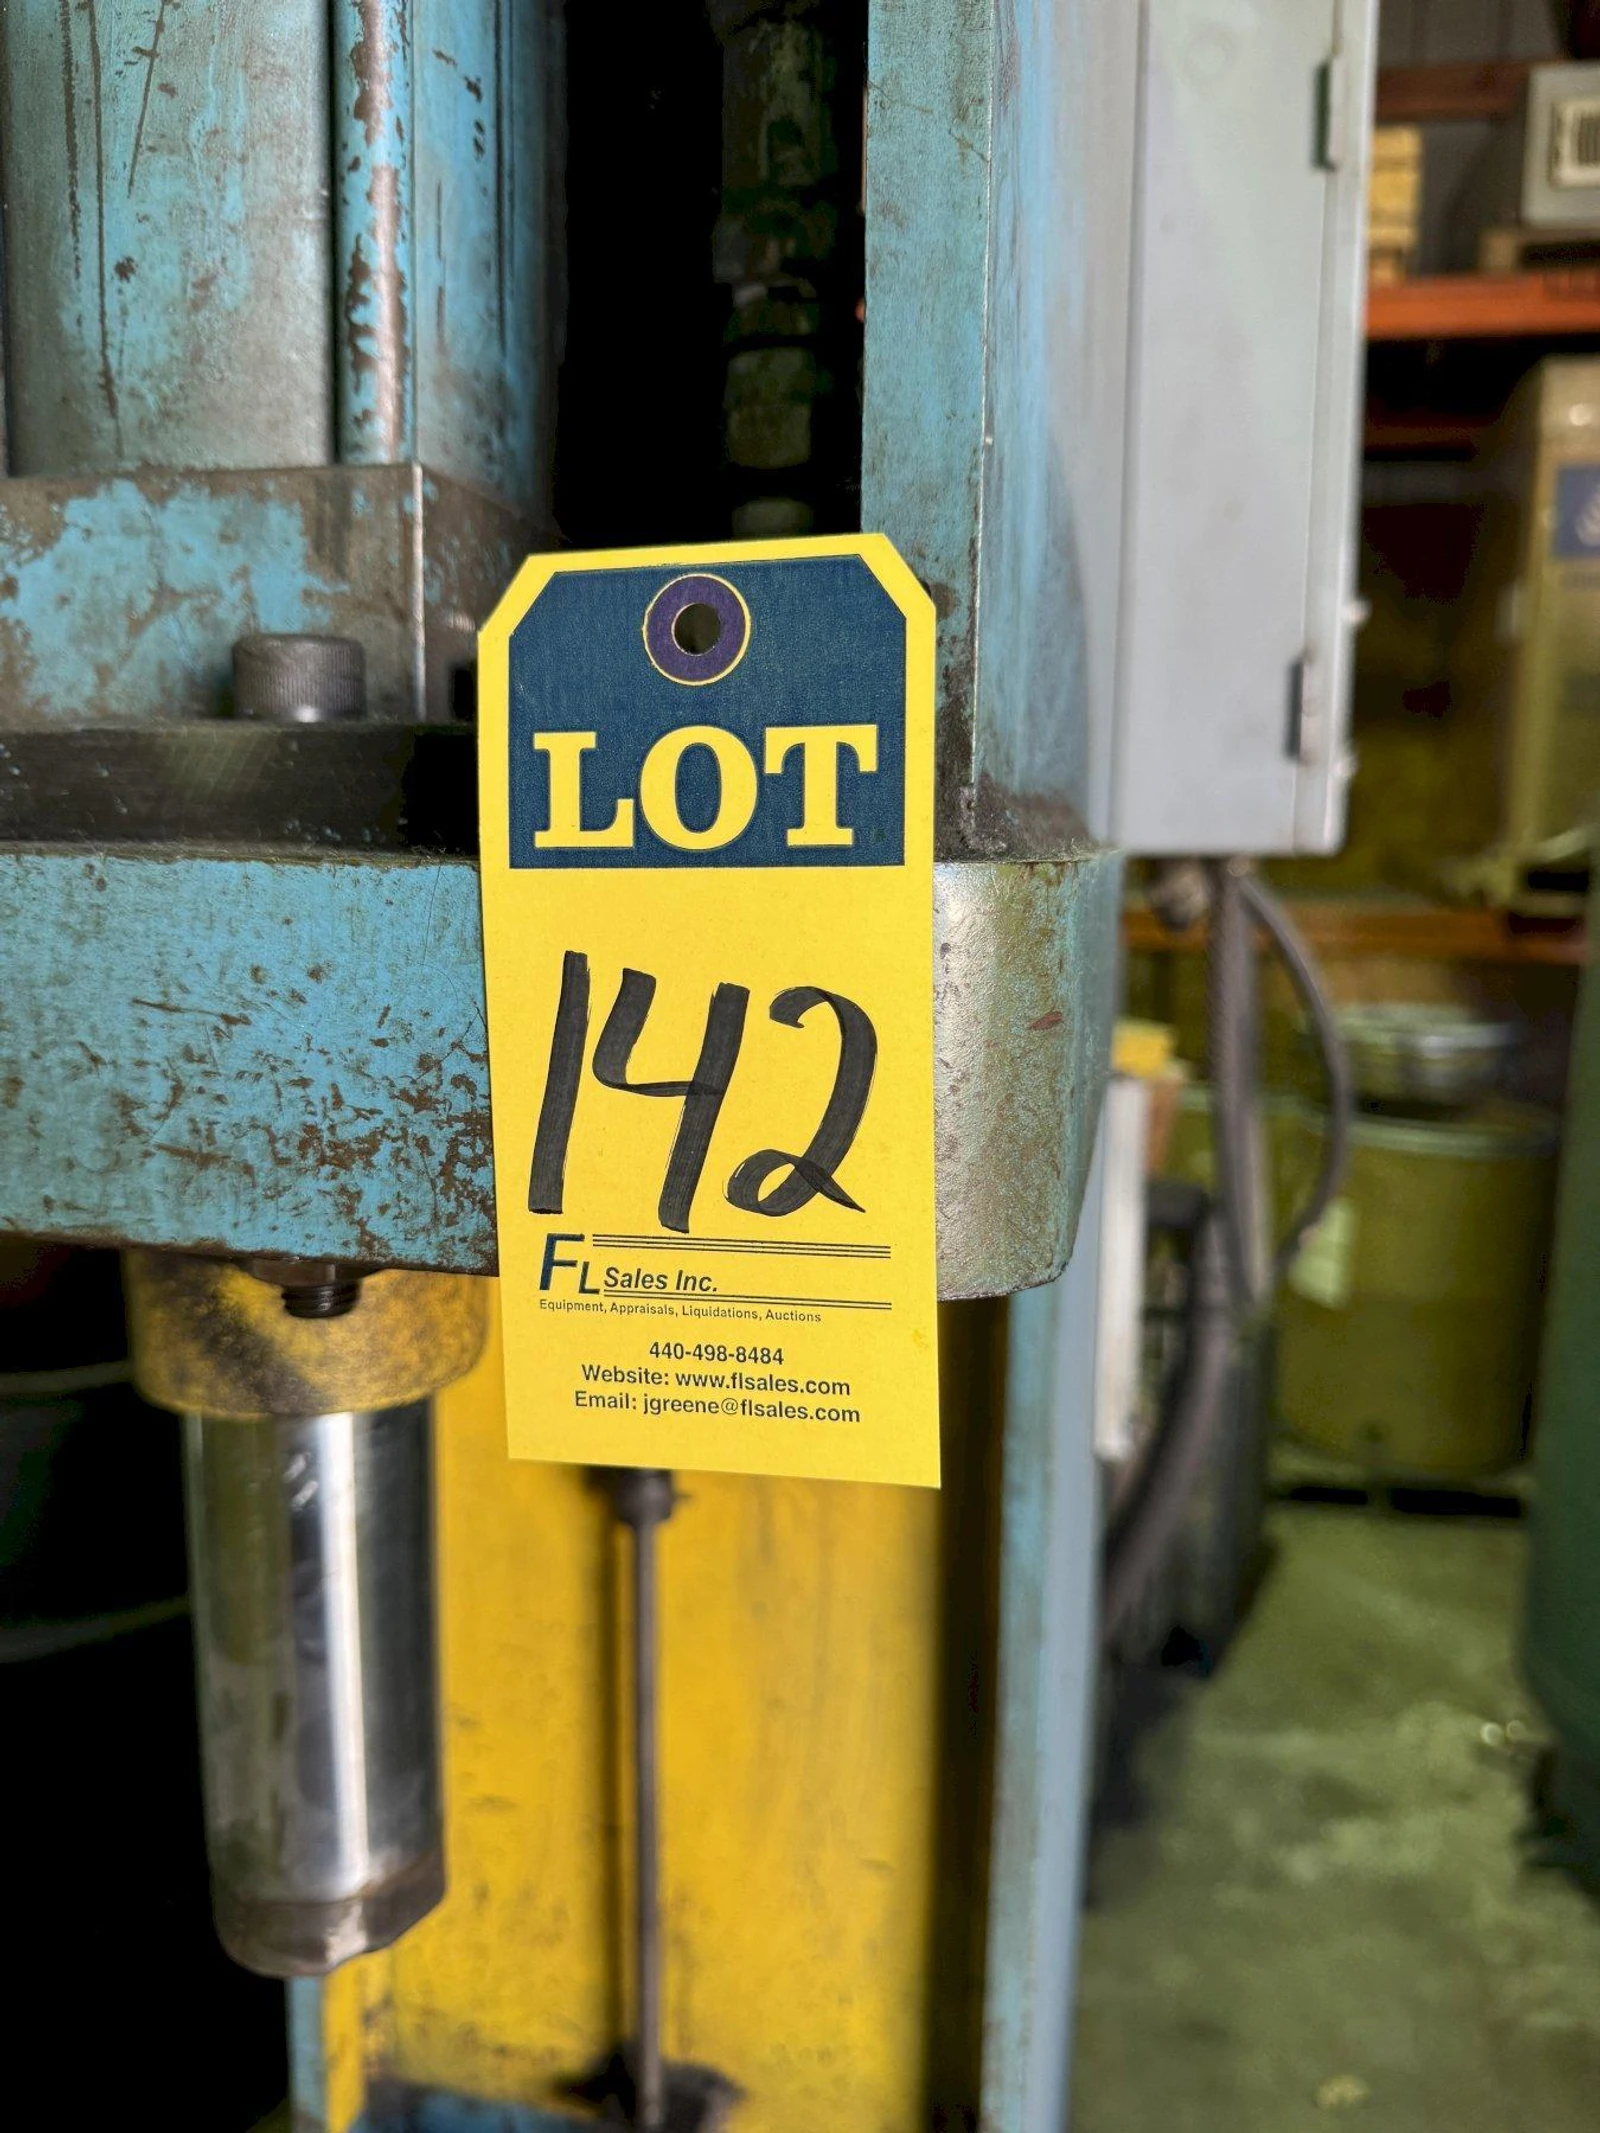 LOT
142
FL Sales Inc.
Equipment, Appraisals, Liquidations, Auctions
440-498-8484
Website: www.flsales.com
Email: jgreene@flsales.com